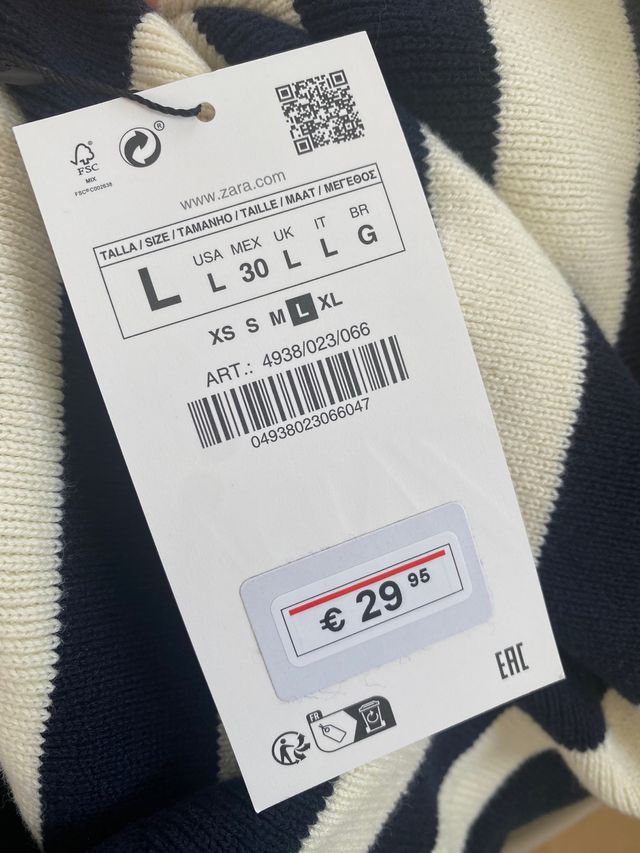 FSC
MIX
FSC® C002638
®
www.zara.com
TALLA / SIZE / TAMANHO / TAILLE / MAAT / ΜΕΓΕΘΟΣ
L
USA MEX UK IT BR
L 30 L L G
XS S M L XL
ART.: 4938/023/066
04938023066047
€ 29 95
EAC
FR